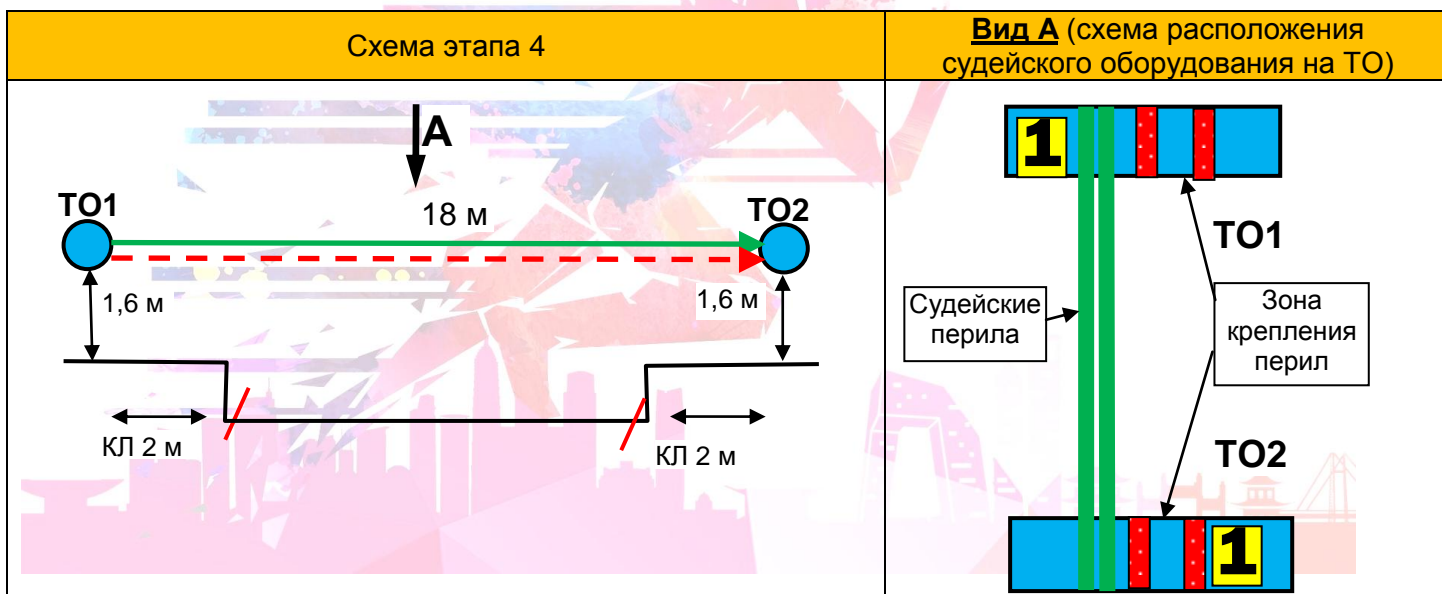 Схема этапа 4
Вид А (схема расположения
судейского оборудования на ТО)
А
ТО1
18 м
ТО2
1,6 м
1,6 м
КЛ 2 м
КЛ 2 м
1
ТО1
Судейские
перила
Зона
крепления
перил
ТО2
1